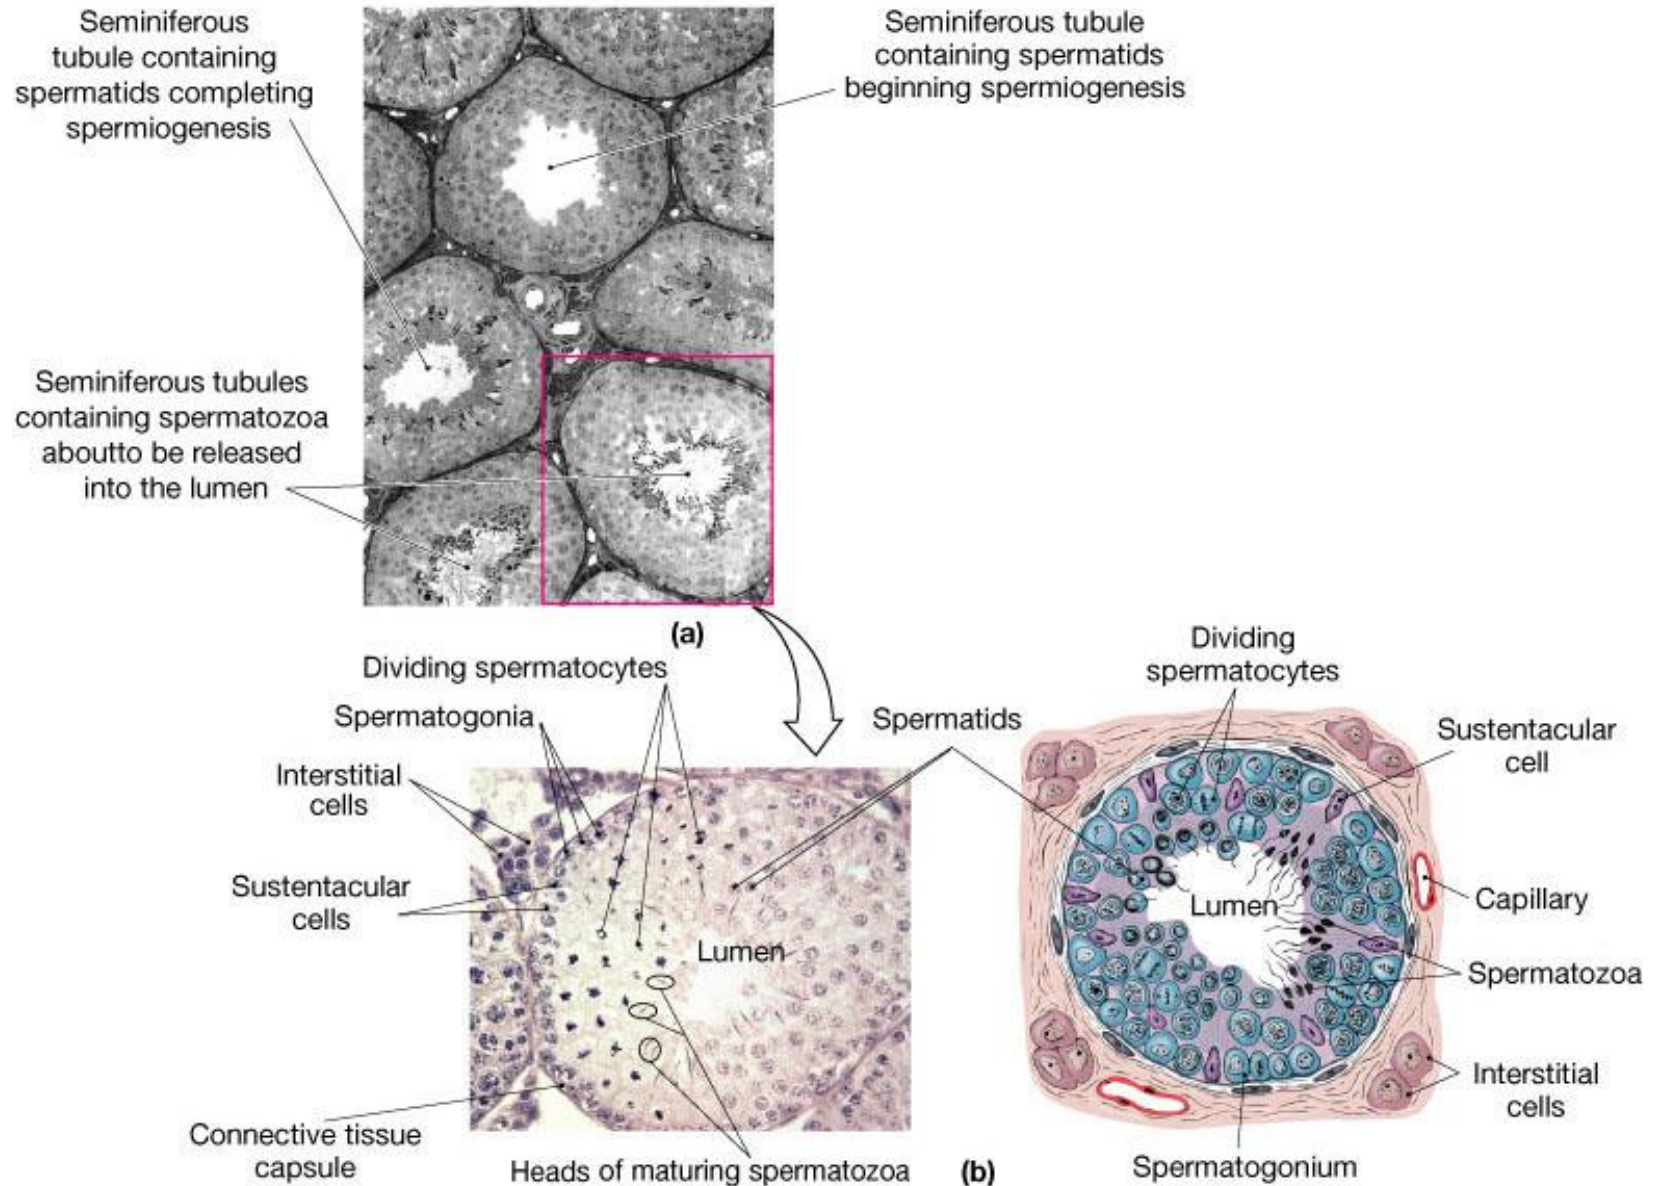 Seminiferous
tubule containing
spermatids completing
spermiogenesis
Seminiferous tubule
containing spermatids
beginning spermiogenesis
Seminiferous tubules
containing spermatozoa
aboutto be released
into the lumen
(a)
Dividing spermatocytes
Spermatogonia
Interstitial
cells
Sustentacular
cells
Lumen
Connective tissue
capsule
Heads of maturing spermatozoa
Spermatids
Dividing
spermatocytes
Sustentacular
cell
Lumen
Capillary
Spermatozoa
Interstitial
cells
Spermatogonium
(b)